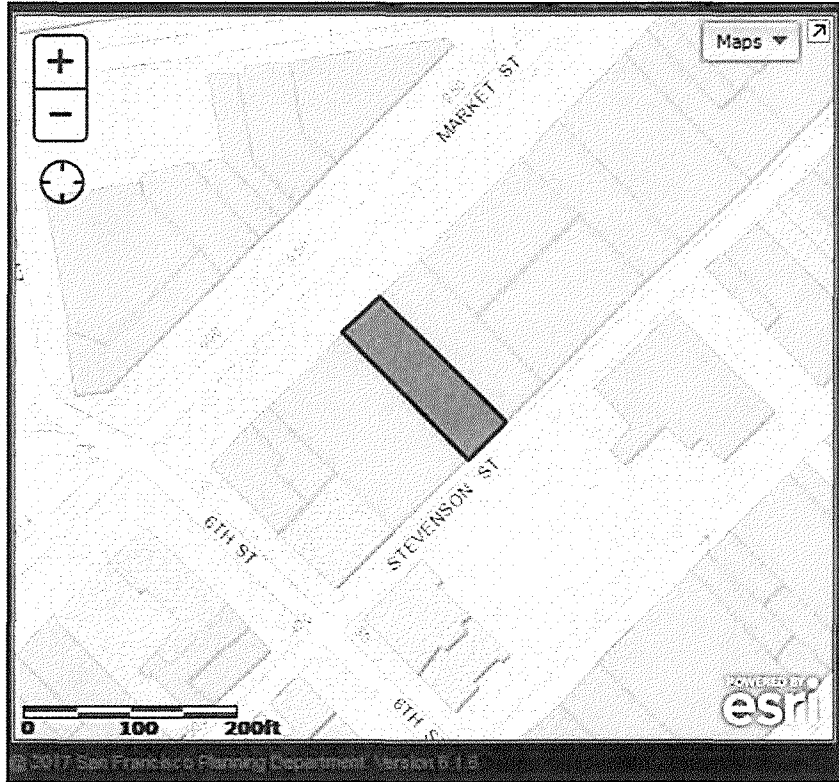 +
Maps
−
MARKET ST
6TH ST
STEVENSON ST
6TH ST
0 100 200ft
POWERED BY
esri
© 2017 San Francisco Planning Department. Version 6.1.6